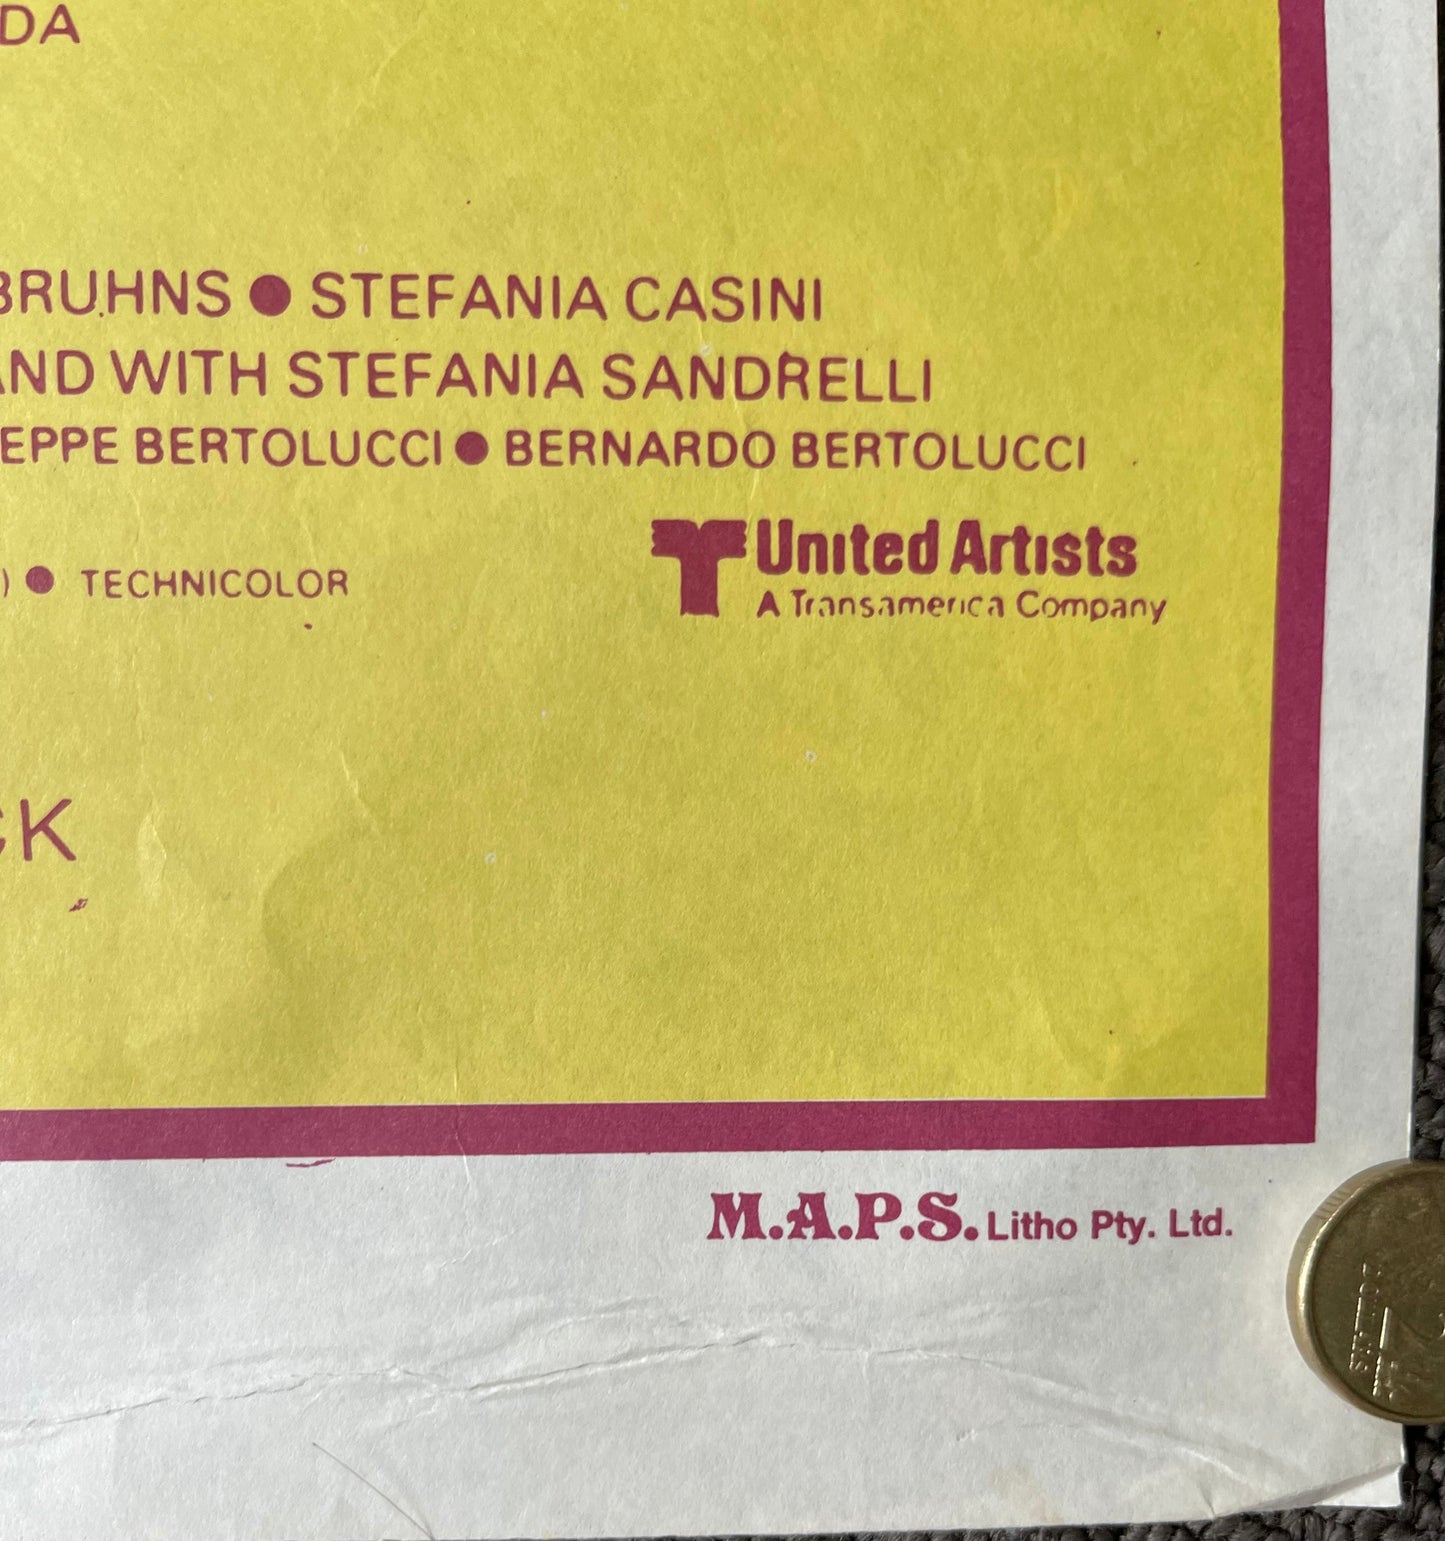 DA
BRUHNS ● STEFANIA CASINI
AND WITH STEFANIA SANDRELLI
EPPE BERTOLUCCI ● BERNARDO BERTOLUCCI
) ● TECHNICOLOR
United Artists
A Transamerica Company
CK
M.A.P.S. Litho Pty. Ltd.